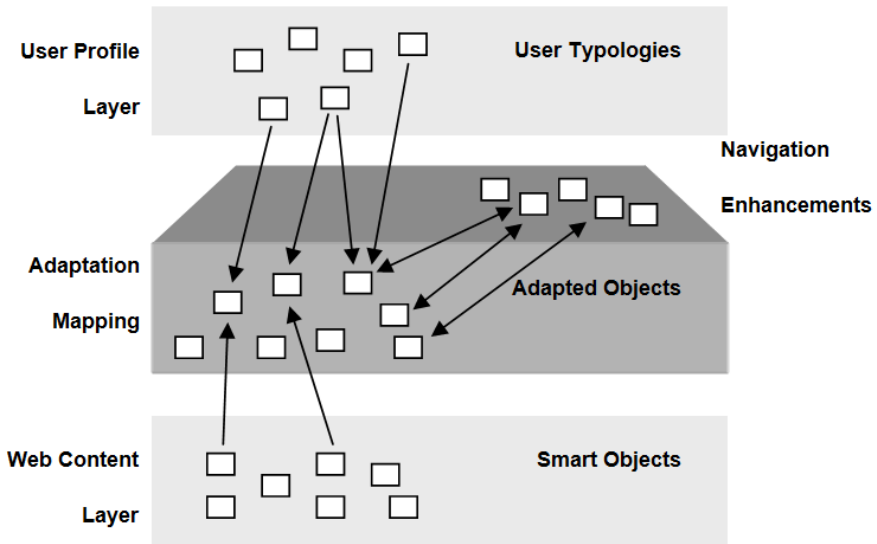 User Profile
Layer
User Typologies
Navigation
Enhancements
Adaptation
Mapping
Adapted Objects
Web Content
Layer
Smart Objects